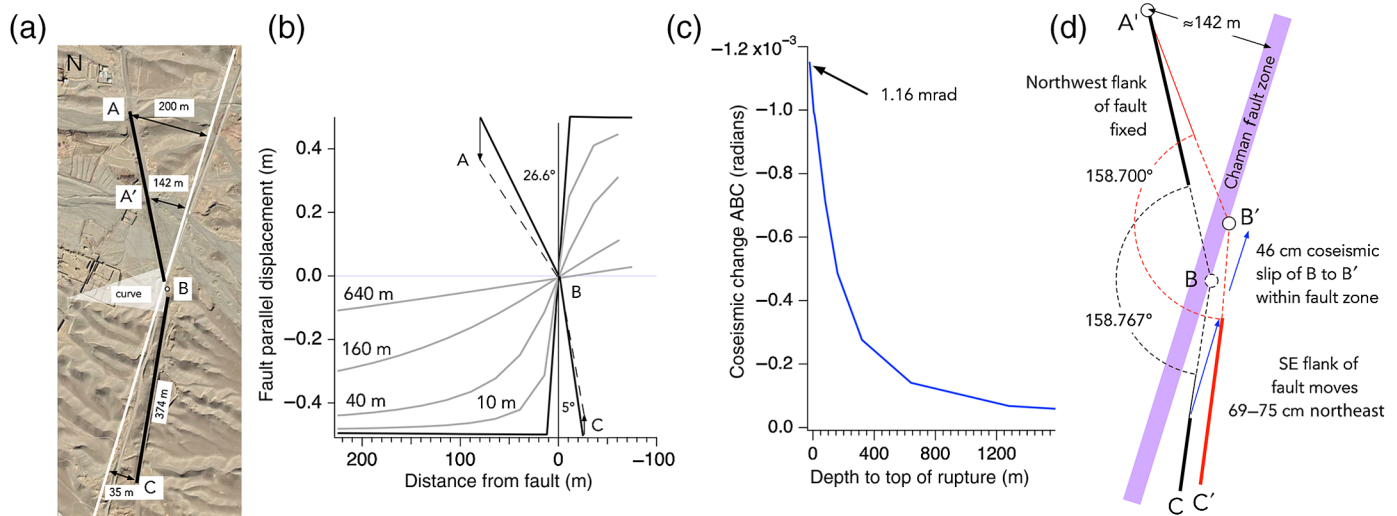 (a)
N
A
200 m
A′
142 m
curve
B
374 m
35 m
C
(b)
Fault parallel displacement (m)
0.4
0.2
0.0
−0.2
−0.4
A
26.6°
B
640 m
160 m
40 m
10 m
5°
C
200
100
0
−100
Distance from fault (m)
(c)
Coseismic change ABC (radians)
−1.2 x10⁻³
−1.0
−0.8
−0.6
−0.4
−0.2
0.0
1.16 mrad
0
400
800
1200
Depth to top of rupture (m)
(d)
A'
≈142 m
Chaman fault zone
Northwest flank
of fault
fixed
158.700°
B'
B
46 cm coseismic
slip of B to B′
within fault zone
158.767°
SE flank of
fault moves
69–75 cm northeast
C
C′